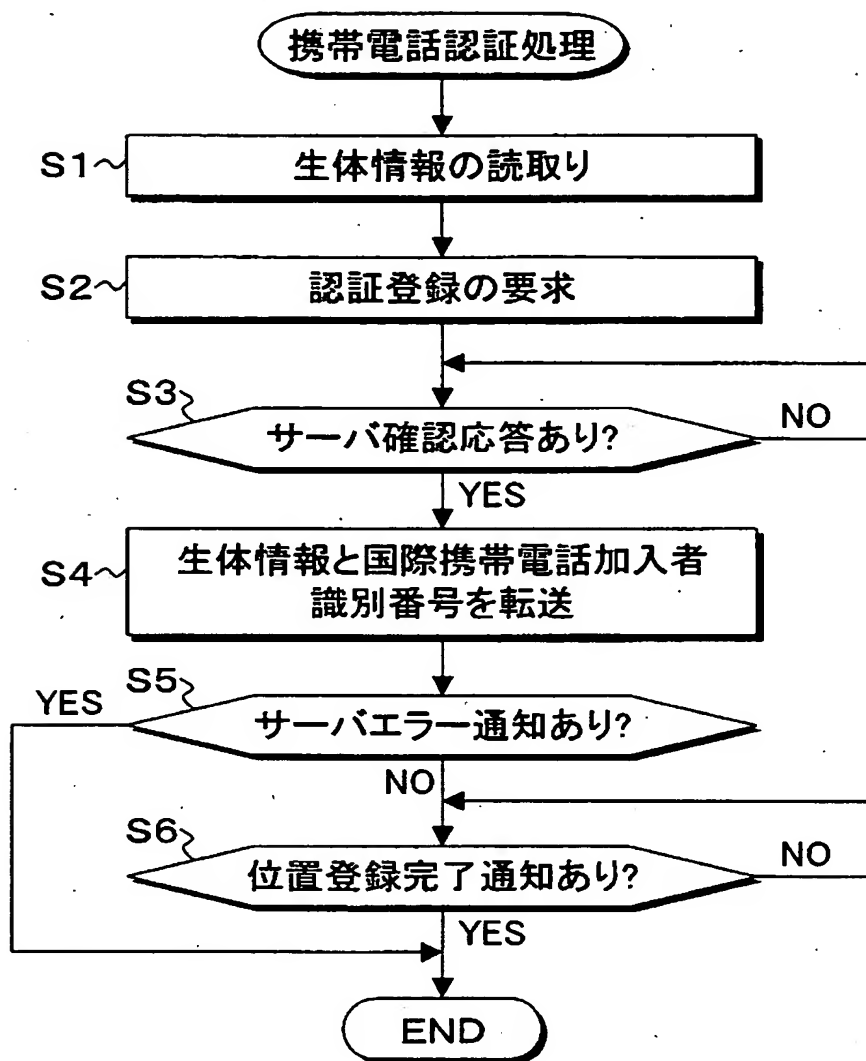 携帯電話認証処理
S1 生体情報の読取り
S2 認証登録の要求
S3 サーバ確認応答あり? NO
YES
S4 生体情報と国際携帯電話加入者
識別番号を転送
YES S5 サーバエラー通知あり?
NO
S6 位置登録完了通知あり? NO
YES
END